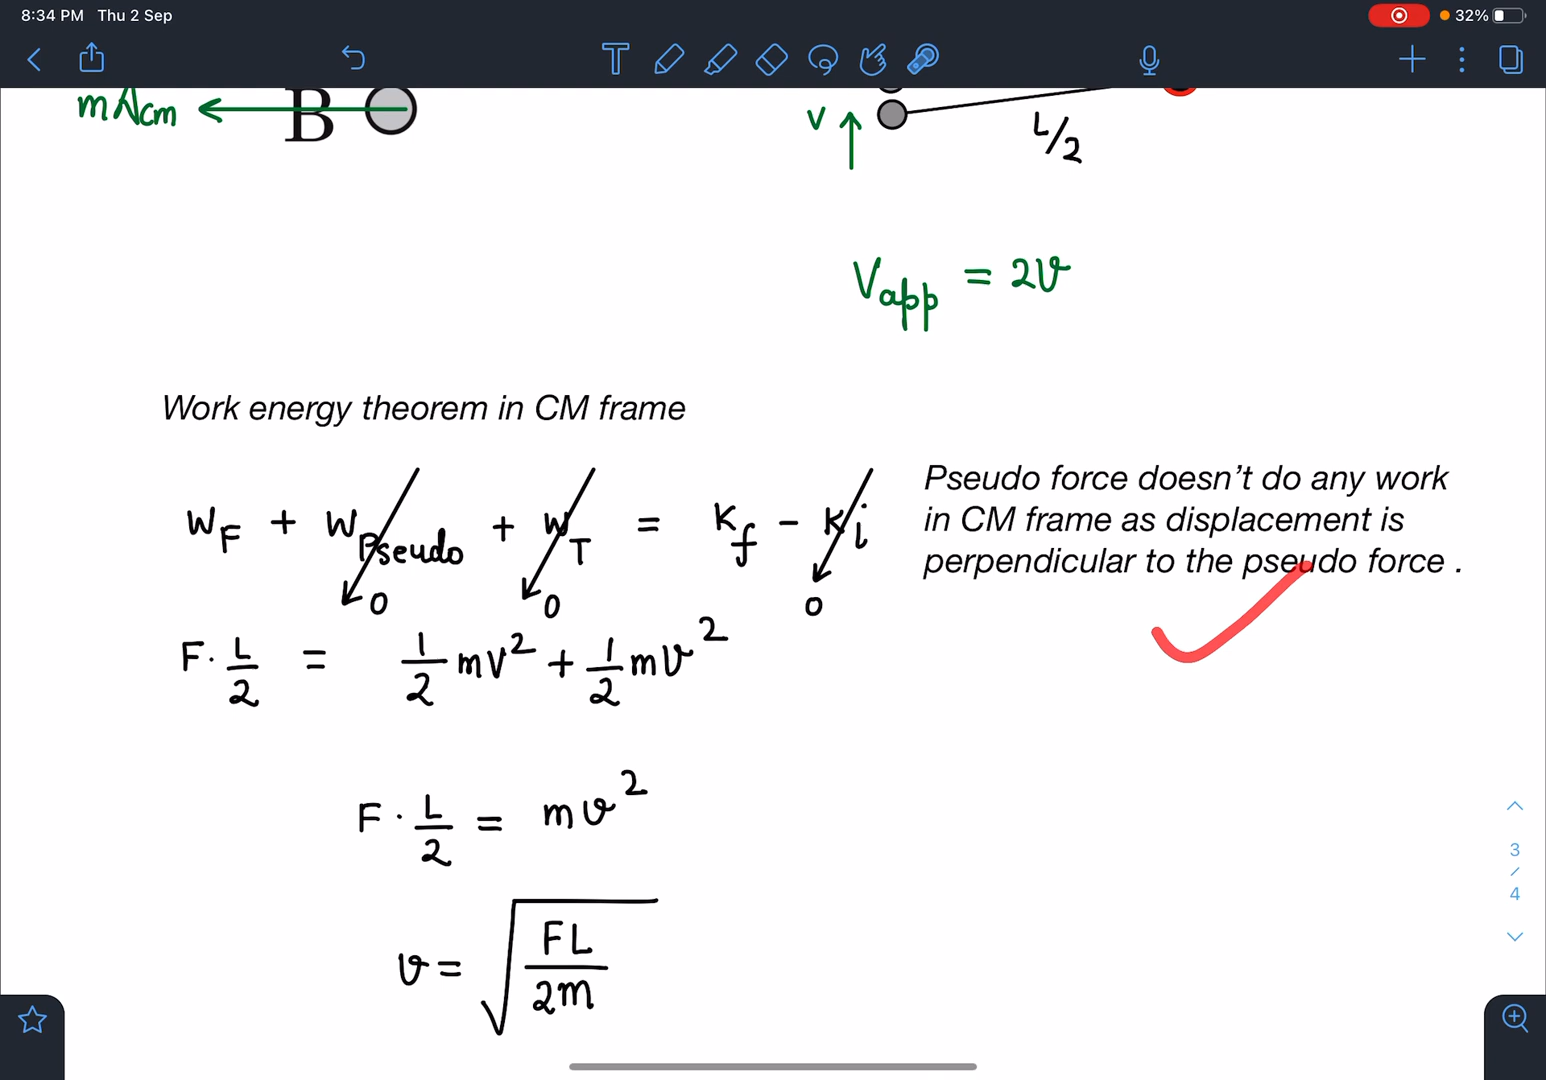 8:34 PM Thu 2 Sep
32%
mAcm
B
V
L/2
Vapp = 2v
Work energy theorem in CM frame
WF + WPseudo + WT = Kf - Ki
0 0 0
Pseudo force doesn't do any work
in CM frame as displacement is
perpendicular to the pseudo force .
F. L/2 = 1/2 mv² + 1/2 mv²
F. L/2 = mv²
v = √FL/2m
3
/
4
T